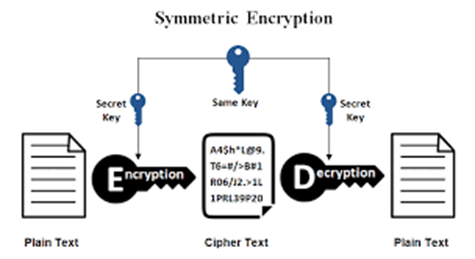 Symmetric Encryption
Secret
Key
Same Key
Secret
Key
Encryption
A4$h*L@9.
T6=#/>B#1
R06/J2.>1L
1PRL39P20
Decryption
Plain Text
Cipher Text
Plain Text